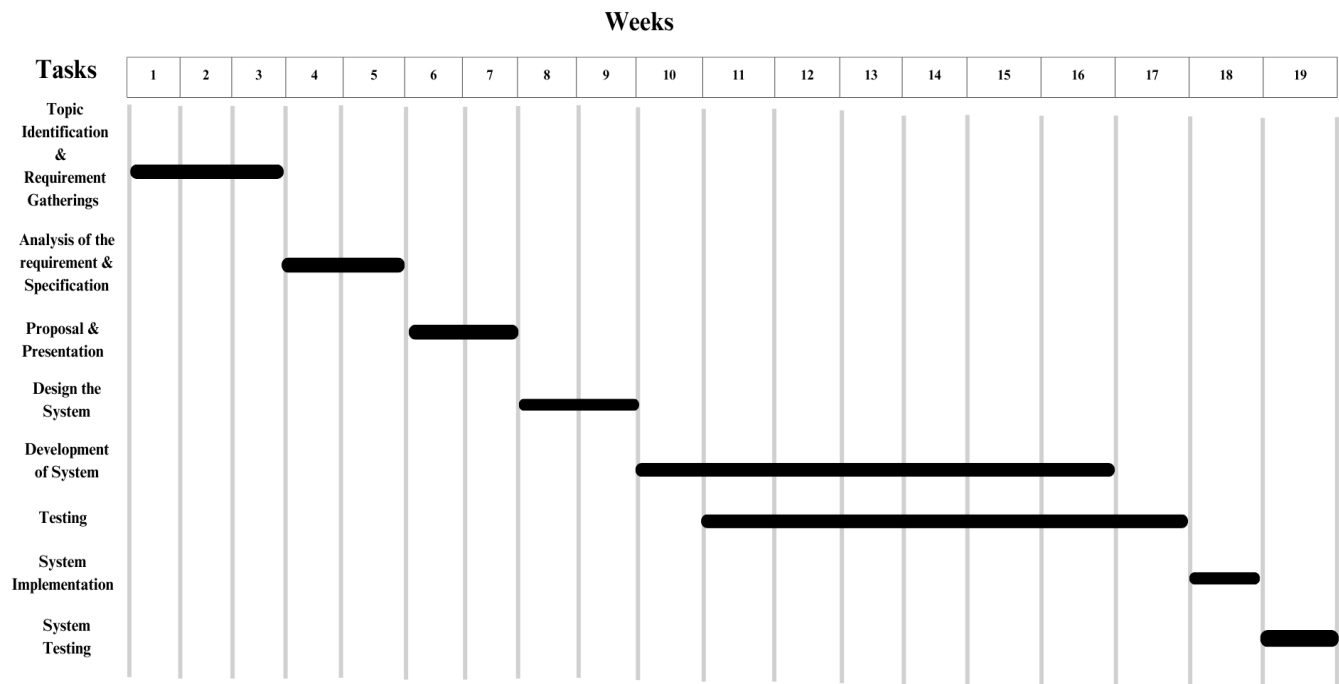 Weeks
Tasks
1 2 3 4 5 6 7 8 9 10 11 12 13 14 15 16 17 18 19
Topic
Identification
&
Requirement
Gatherings
Analysis of the
requirement &
Specification
Proposal &
Presentation
Design the
System
Development
of System
Testing
System
Implementation
System
Testing